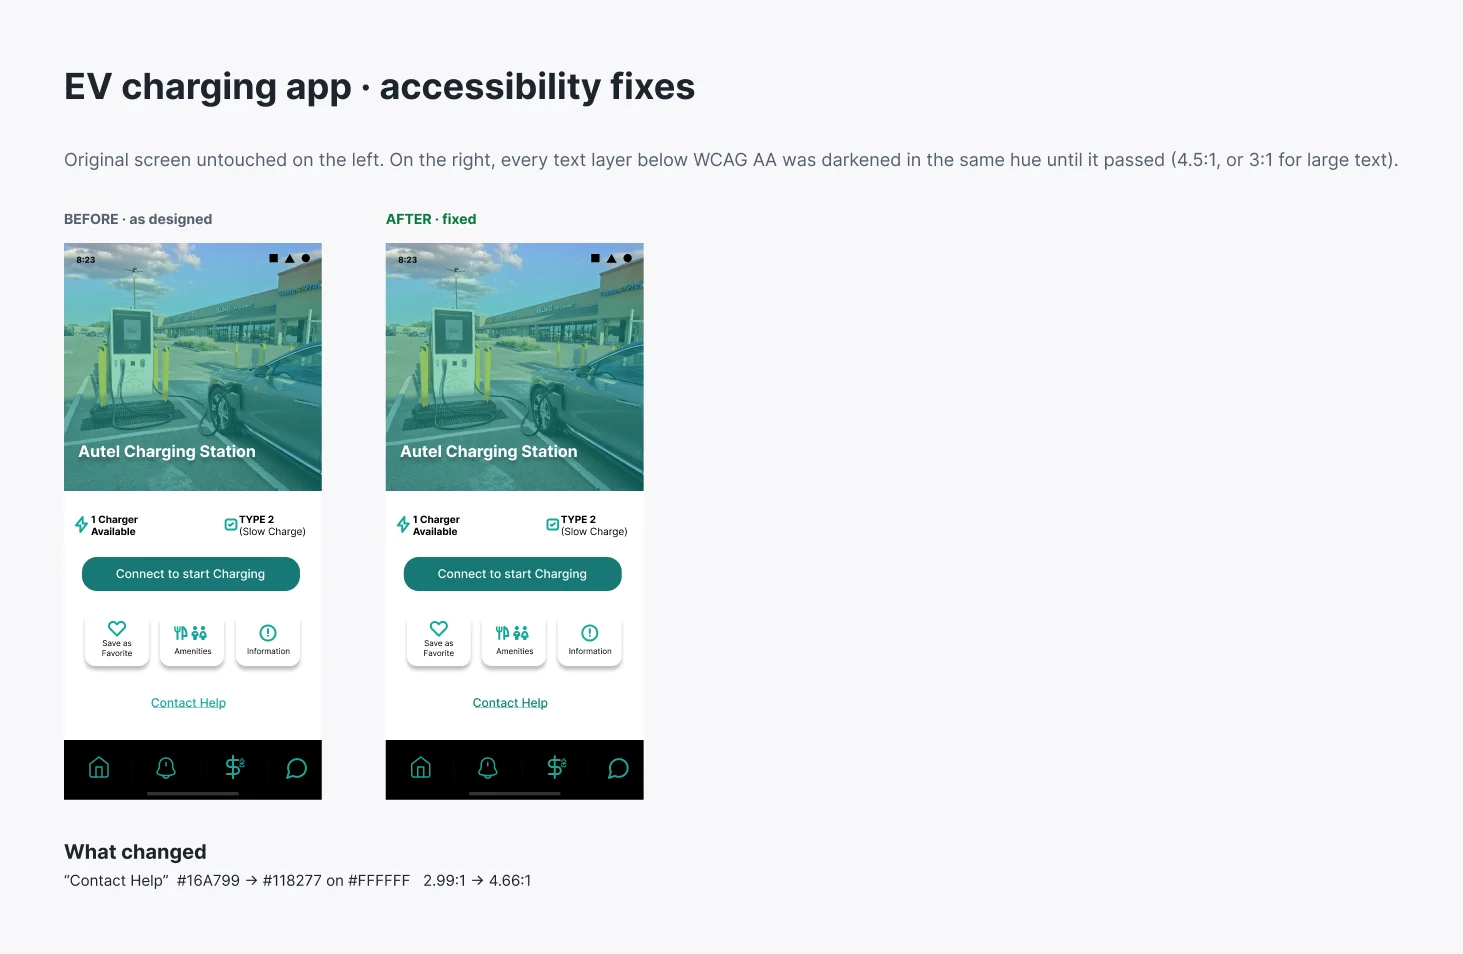 EV charging app · accessibility fixes
Original screen untouched on the left. On the right, every text layer below WCAG AA was darkened in the same hue until it passed (4.5:1, or 3:1 for large text).
BEFORE · as designed
8:23
Autel Charging Station
1 Charger
Available
TYPE 2
(Slow Charge)
Connect to start Charging
Save as
Favorite
Amenities
Information
Contact Help
AFTER · fixed
8:23
Autel Charging Station
1 Charger
Available
TYPE 2
(Slow Charge)
Connect to start Charging
Save as
Favorite
Amenities
Information
Contact Help
What changed
“Contact Help” #16A799 → #118277 on #FFFFFF 2.99:1 → 4.66:1